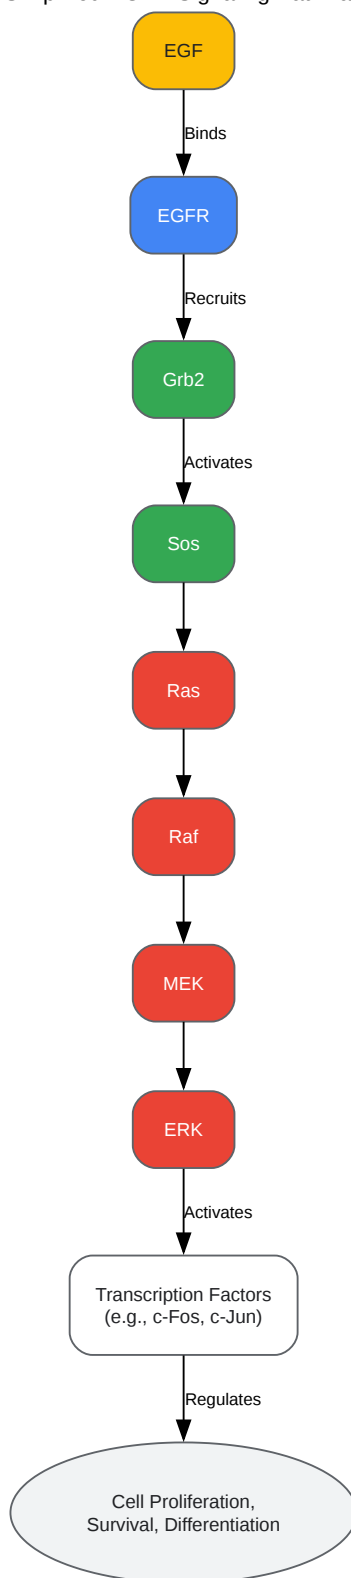 EGF
Binds
EGFR
Recruits
Grb2
Activates
Sos
Ras
Raf
MEK
ERK
Activates
Transcription Factors
(e.g., c-Fos, c-Jun)
Regulates
Cell Proliferation,
Survival, Differentiation